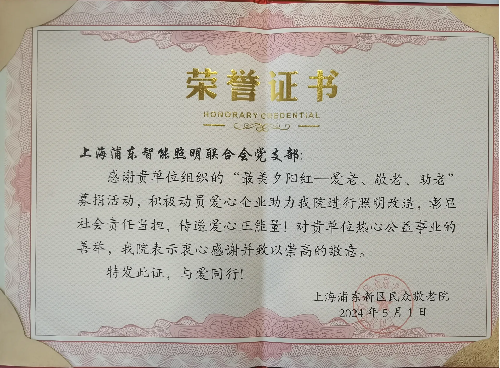 荣誉证书
HONORARY CREDENTIAL
上海浦东智能照明联合会党支部:
感谢贵单位组织的“最美夕阳红—爱老、敬老、助老”
募捐活动，积极动员爱心企业助力我院进行照明改造，彰显
社会责任担当，传递爱心正能量！对贵单位热心公益事业的
善举，我院表示衷心感谢并致以崇高的敬意。
特发此证，与爱同行！
上海浦东新区民众敬老院
2024年5月1日